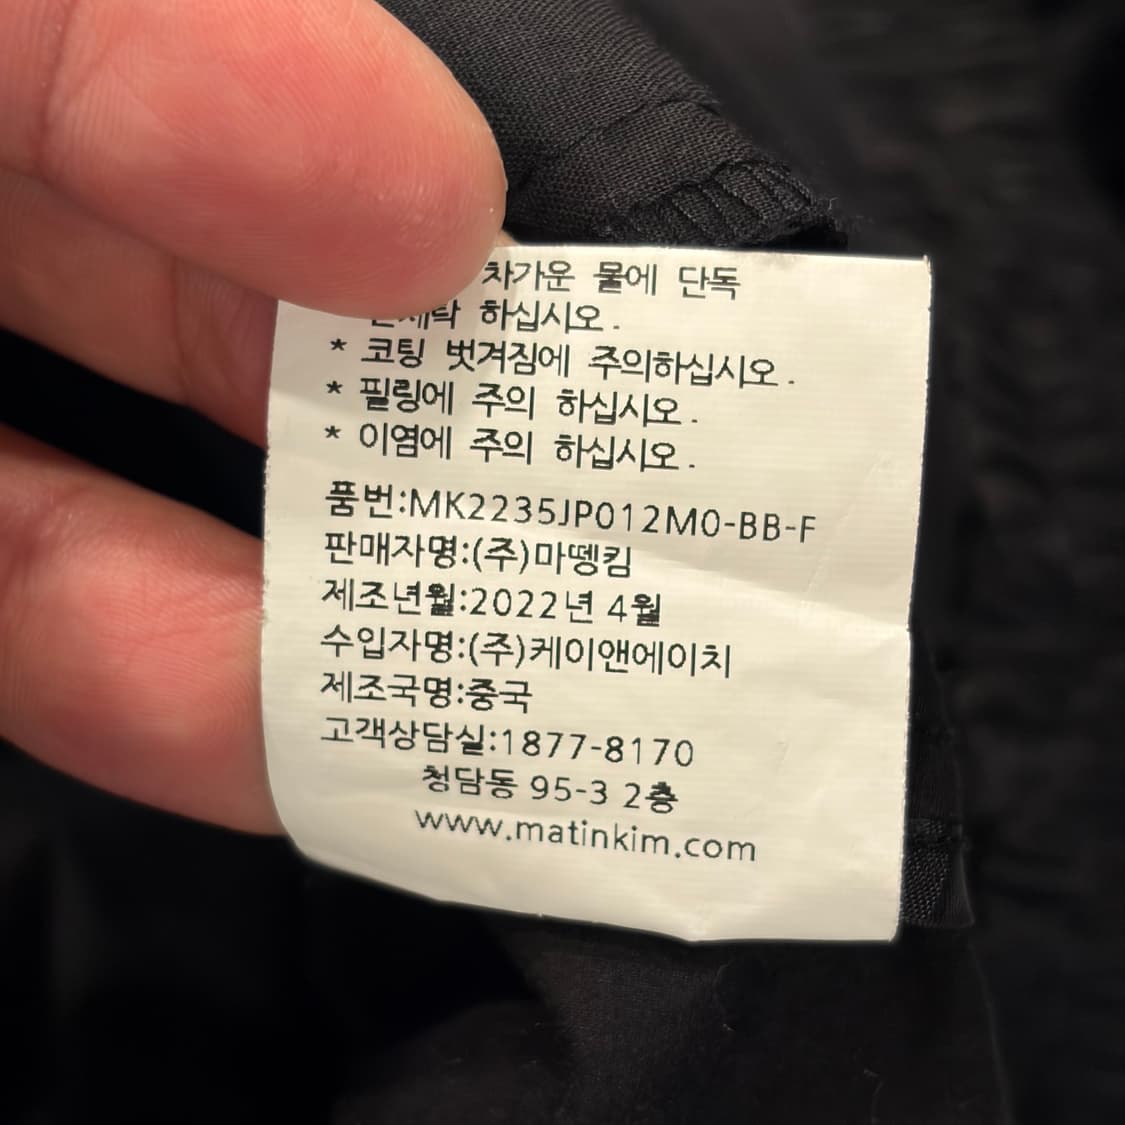 차가운 물에 단독
하십시오.
* 코팅 벗겨짐에 주의하십시오.
* 필링에 주의 하십시오.
* 이염에 주의 하십시오.
품번:MK2235JP012M0-BB-F
판매자명:(주)마뗑킴
제조년월:2022년 4월
수입자명:(주)케이앤에이치
제조국명:중국
고객상담실:1877-8170
청담동 95-3 2층
www.matinkim.com